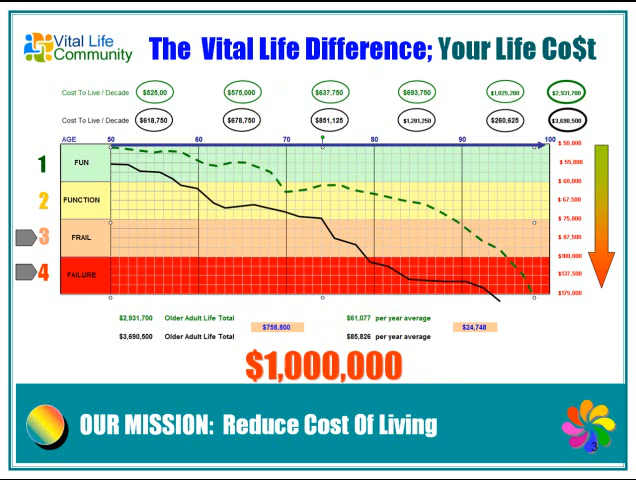 Vital Life
Community
The Vital Life Difference; Your Life Co$t
Cost To Live / Decade $525,00 $575,000 $637,750 $693,750 $1,025,200 $2,931,700
Cost To Live / Decade $618,750 $678,750 $851,125 $1,281,250 $260,625 $3,690,500
AGE 50 60 70 80 90 100
$ 50,000
1 FUN $ 55,000
$ 60,000
2 FUNCTION $ 67,500
$ 75,000
3 FRAIL $ 87,500
$100,000
4 FAILURE $137,500
$175,000
$2,931,700 Older Adult Life Total $61,077 per year average
$758,800 $24,748
$3,690,500 Older Adult Life Total $85,826 per year average
$1,000,000
OUR MISSION: Reduce Cost Of Living
3